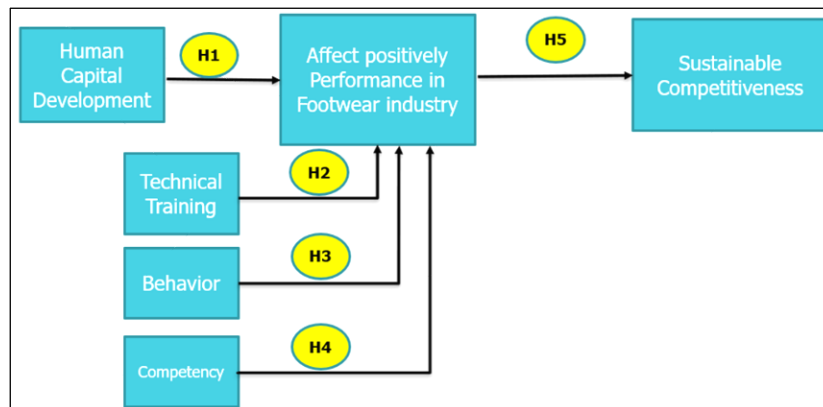 Human
Capital
Development
H1
Affect positively
Performance in
Footwear industry
H5
Sustainable
Competitiveness
Technical
Training
H2
Behavior
H3
Competency
H4